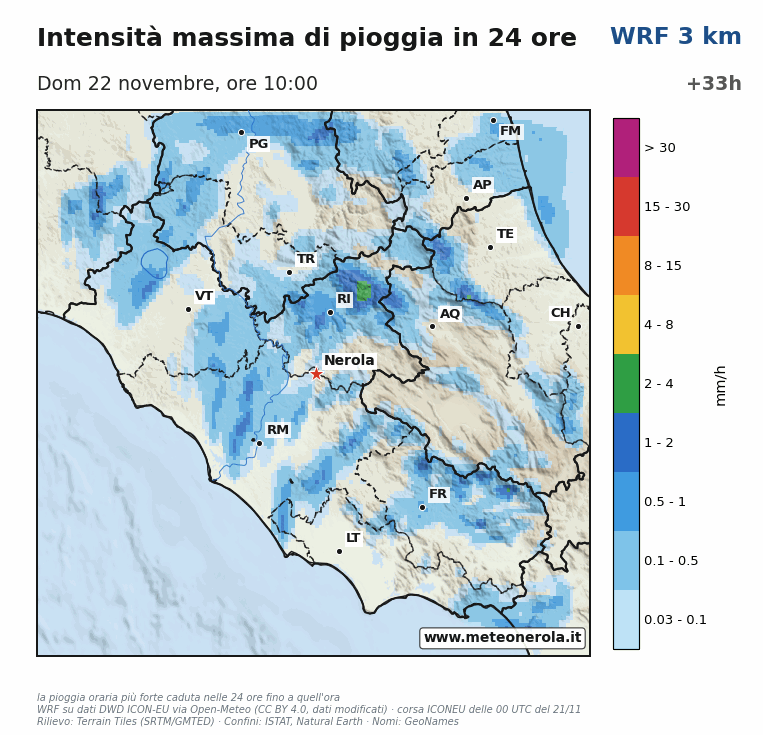 Intensità massima di pioggia in 24 ore
WRF 3 km
Dom 22 novembre, ore 10:00
+33h
FM
PG
AP
TE
TR
VT
RI
AQ
CH
Nerola
RM
FR
LT
www.meteonerola.it
> 30
15 - 30
8 - 15
4 - 8
2 - 4
1 - 2
0.5 - 1
0.1 - 0.5
0.03 - 0.1
mm/h
la pioggia oraria più forte caduta nelle 24 ore fino a quell'ora
WRF su dati DWD ICON-EU via Open-Meteo (CC BY 4.0, dati modificati) · corsa ICONEU delle 00 UTC del 21/11
Rilievo: Terrain Tiles (SRTM/GMTED) · Confini: ISTAT, Natural Earth · Nomi: GeoNames